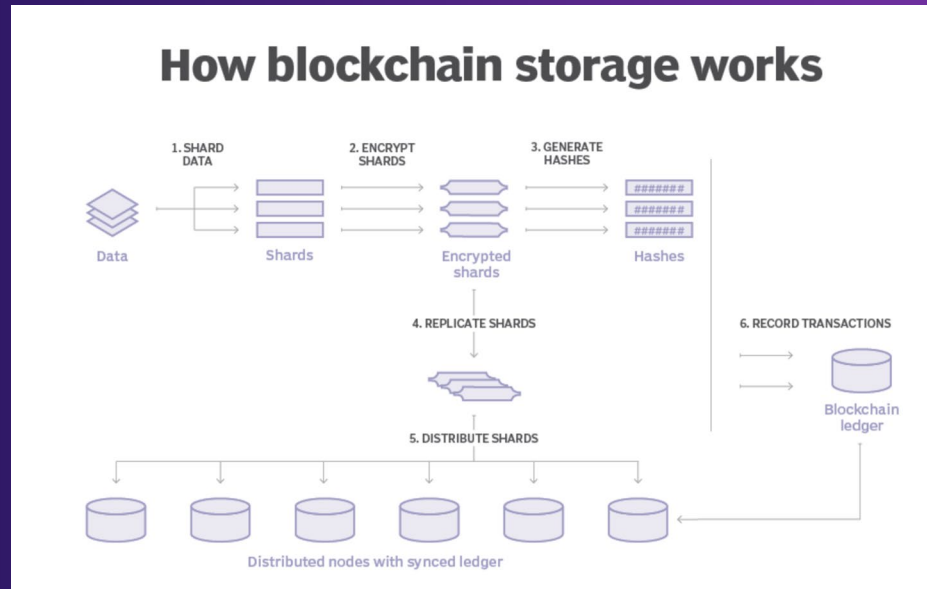 How blockchain storage works
1. SHARD
DATA
2. ENCRYPT
SHARDS
3. GENERATE
HASHES
#######
#######
#######
Data
Shards
Encrypted
shards
Hashes
4. REPLICATE SHARDS
6. RECORD TRANSACTIONS
Blockchain
ledger
5. DISTRIBUTE SHARDS
Distributed nodes with synced ledger